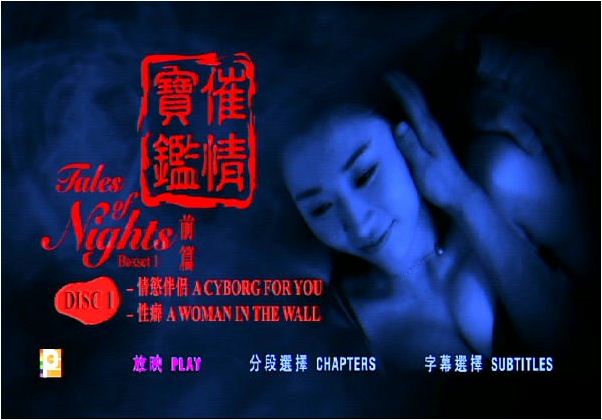 催情
寶鑑
Tales
of
Nights
前篇
Boxset 1
DISC 1
- 情慾伴侶 A CYBORG FOR YOU
- 性癖 A WOMAN IN THE WALL
放映 PLAY
分段選擇 CHAPTERS
字幕選擇 SUBTITLES